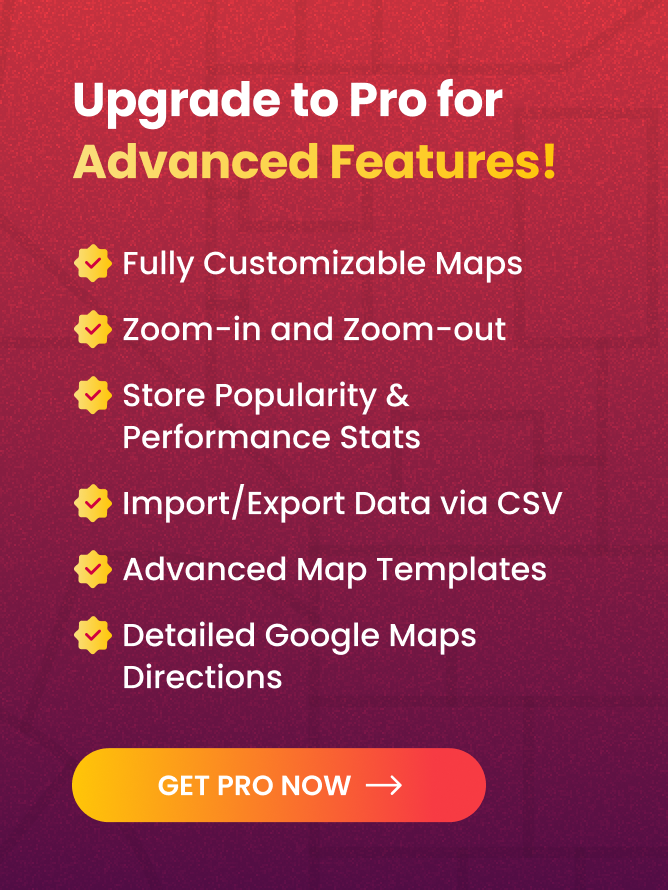 Upgrade to Pro for
Advanced Features!
Fully Customizable Maps
Zoom-in and Zoom-out
Store Popularity &
Performance Stats
Import/Export Data via CSV
Advanced Map Templates
Detailed Google Maps
Directions
GET PRO NOW →